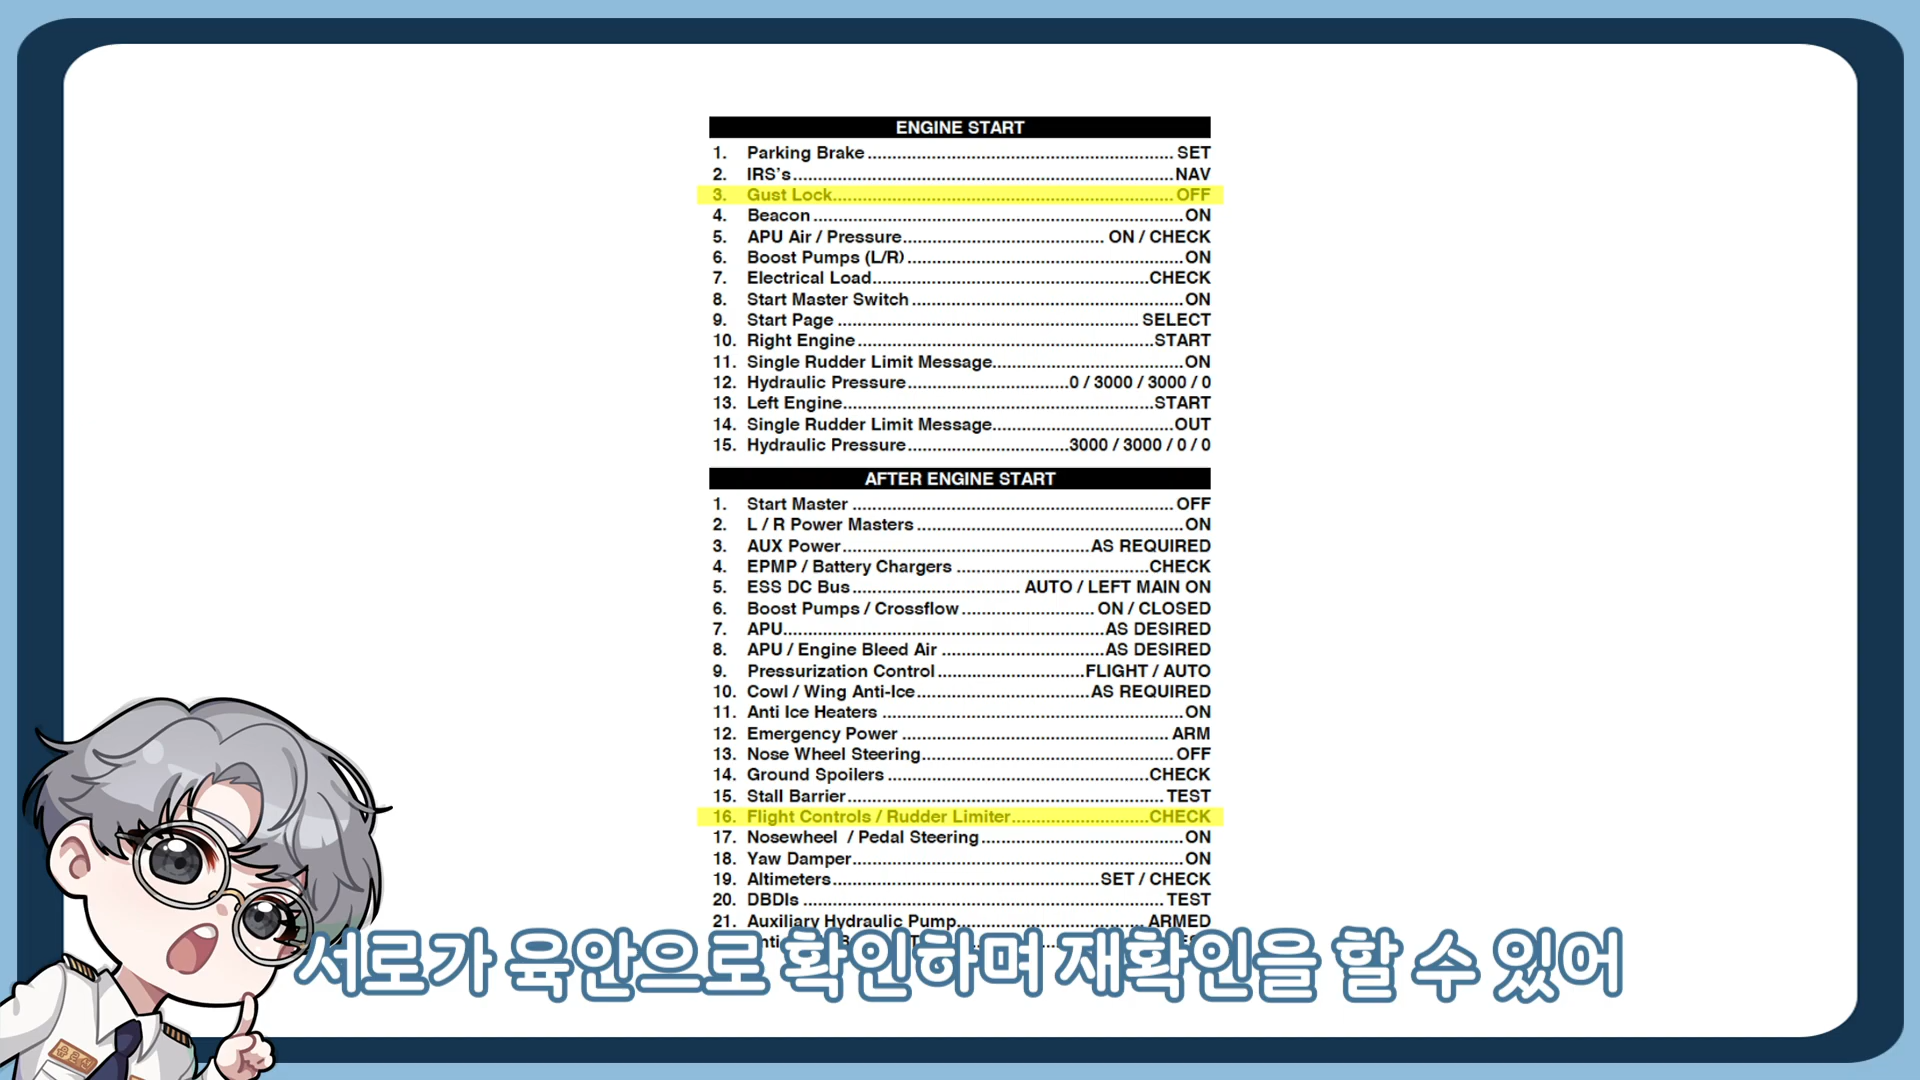 ENGINE START
1. Parking Brake ........ SET
2. IRS's ........ NAV
3. Gust Lock ........ OFF
4. Beacon ........ ON
5. APU Air / Pressure ........ ON / CHECK
6. Boost Pumps (L/R) ........ ON
7. Electrical Load ........ CHECK
8. Start Master Switch ........ ON
9. Start Page ........ SELECT
10. Right Engine ........ START
11. Single Rudder Limit Message ........ ON
12. Hydraulic Pressure ........ 0 / 3000 / 3000 / 0
13. Left Engine ........ START
14. Single Rudder Limit Message ........ OUT
15. Hydraulic Pressure ........ 3000 / 3000 / 0 / 0
AFTER ENGINE START
1. Start Master ........ OFF
2. L / R Power Masters ........ ON
3. AUX Power ........ AS REQUIRED
4. EPMP / Battery Chargers ........ CHECK
5. ESS DC Bus ........ AUTO / LEFT MAIN ON
6. Boost Pumps / Crossflow ........ ON / CLOSED
7. APU ........ AS DESIRED
8. APU / Engine Bleed Air ........ AS DESIRED
9. Pressurization Control ........ FLIGHT / AUTO
10. Cowl / Wing Anti-Ice ........ AS REQUIRED
11. Anti Ice Heaters ........ ON
12. Emergency Power ........ ARM
13. Nose Wheel Steering ........ OFF
14. Ground Spoilers ........ CHECK
15. Stall Barrier ........ TEST
16. Flight Controls / Rudder Limiter ........ CHECK
17. Nosewheel / Pedal Steering ........ ON
18. Yaw Damper ........ ON
19. Altimeters ........ SET / CHECK
20. DBDIs ........ TEST
21. Auxiliary Hydraulic Pump ........ ARMED
서로가 육안으로 확인하며 재확인을 할 수 있어